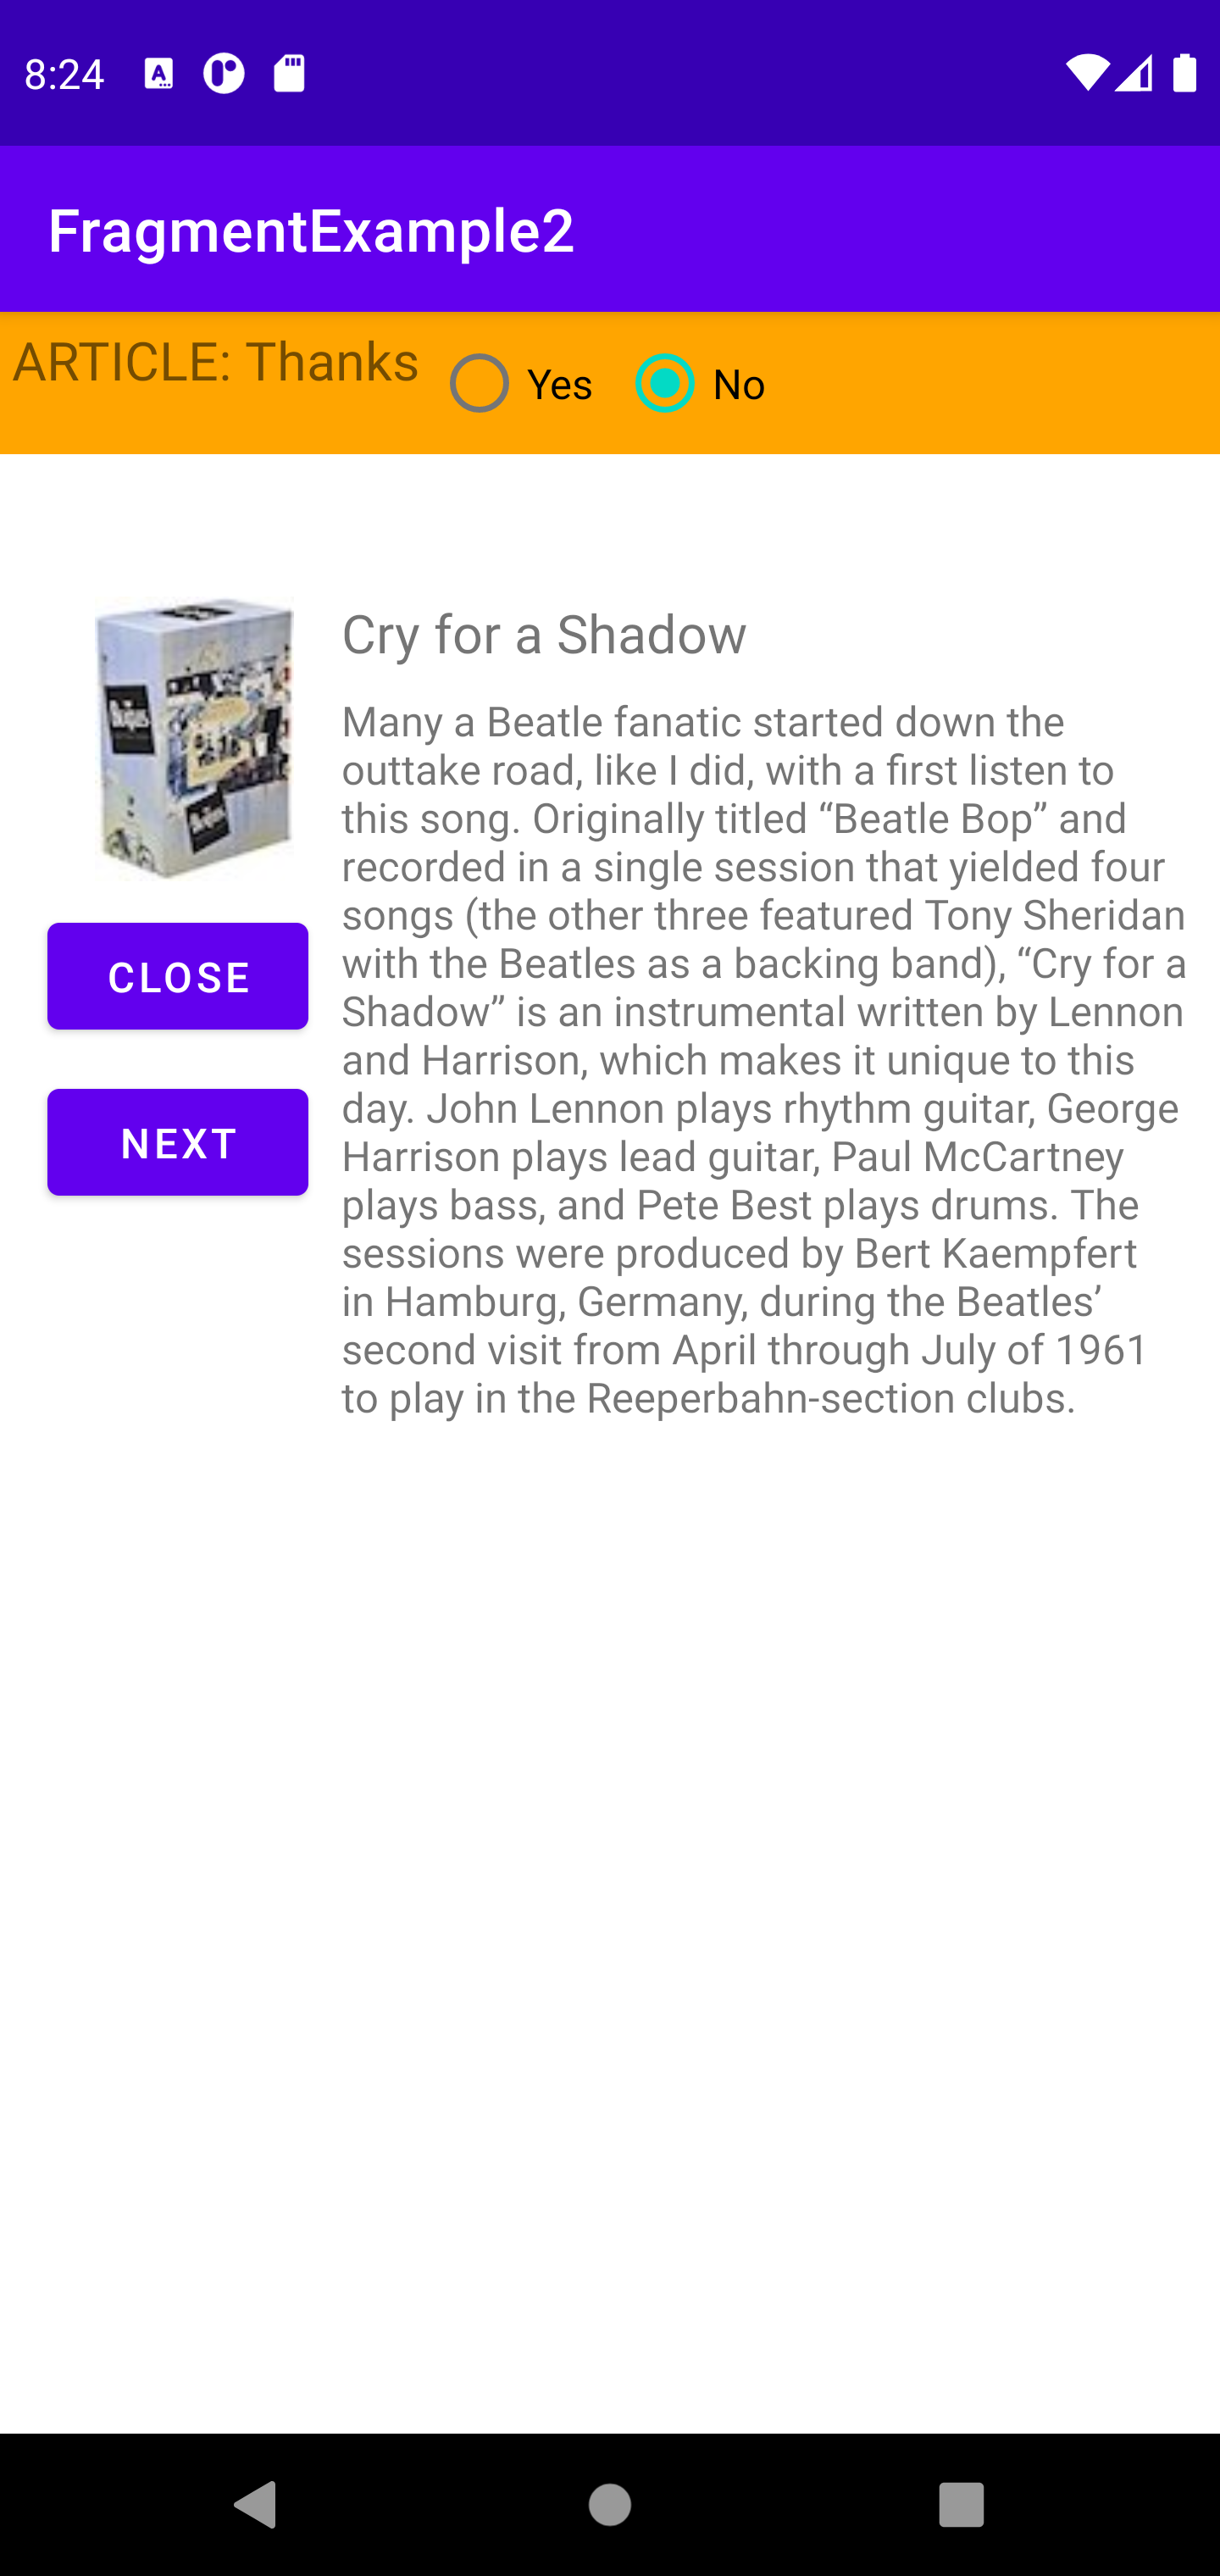 8:24
FragmentExample2
ARTICLE: Thanks
Yes
No
Cry for a Shadow
Many a Beatle fanatic started down the
outtake road, like I did, with a first listen to
this song. Originally titled “Beatle Bop” and
recorded in a single session that yielded four
songs (the other three featured Tony Sheridan
with the Beatles as a backing band), “Cry for a
Shadow” is an instrumental written by Lennon
and Harrison, which makes it unique to this
day. John Lennon plays rhythm guitar, George
Harrison plays lead guitar, Paul McCartney
plays bass, and Pete Best plays drums. The
sessions were produced by Bert Kaempfert
in Hamburg, Germany, during the Beatles’
second visit from April through July of 1961
to play in the Reeperbahn-section clubs.
CLOSE
NEXT